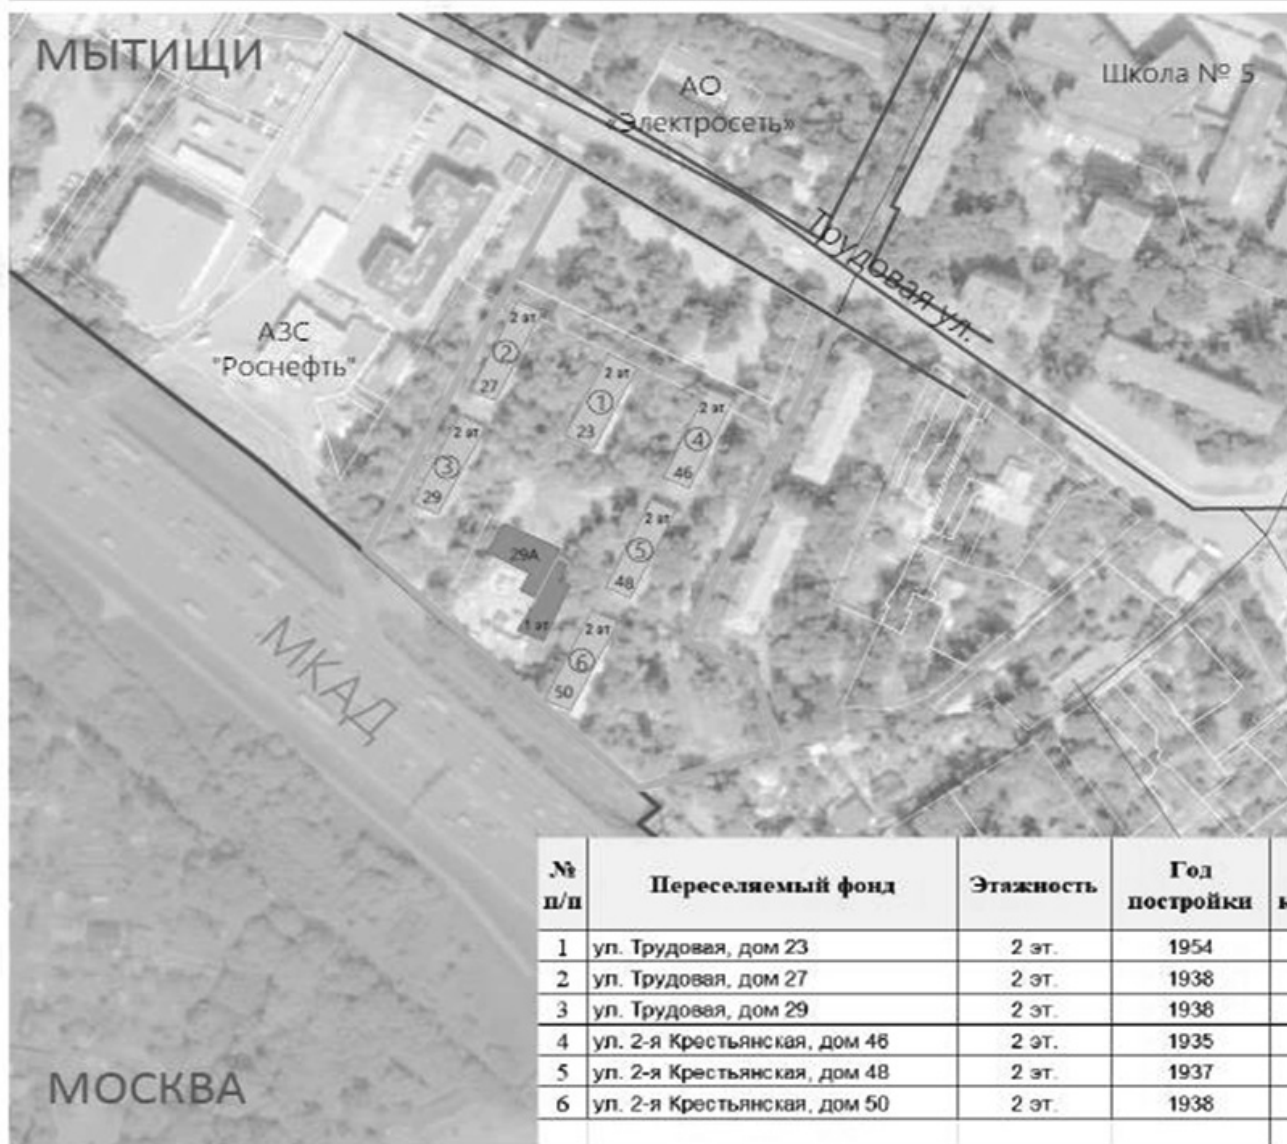 МЫТИЩИ
Школа № 5
АО
«Электросеть»
Трудовая ул.
АЗС
"Роснефть"
2 эт
2
27
2 эт
1
23
2 эт
4
46
2 эт
3
29
2 эт
5
48
29А
1 эт
2 эт
6
50
МКАД
МОСКВА
№ п/п Переселяемый фонд Этажность Год постройки
1 ул. Трудовая, дом 23 2 эт. 1954
2 ул. Трудовая, дом 27 2 эт. 1938
3 ул. Трудовая, дом 29 2 эт. 1938
4 ул. 2-я Крестьянская, дом 46 2 эт. 1935
5 ул. 2-я Крестьянская, дом 48 2 эт. 1937
6 ул. 2-я Крестьянская, дом 50 2 эт. 1938